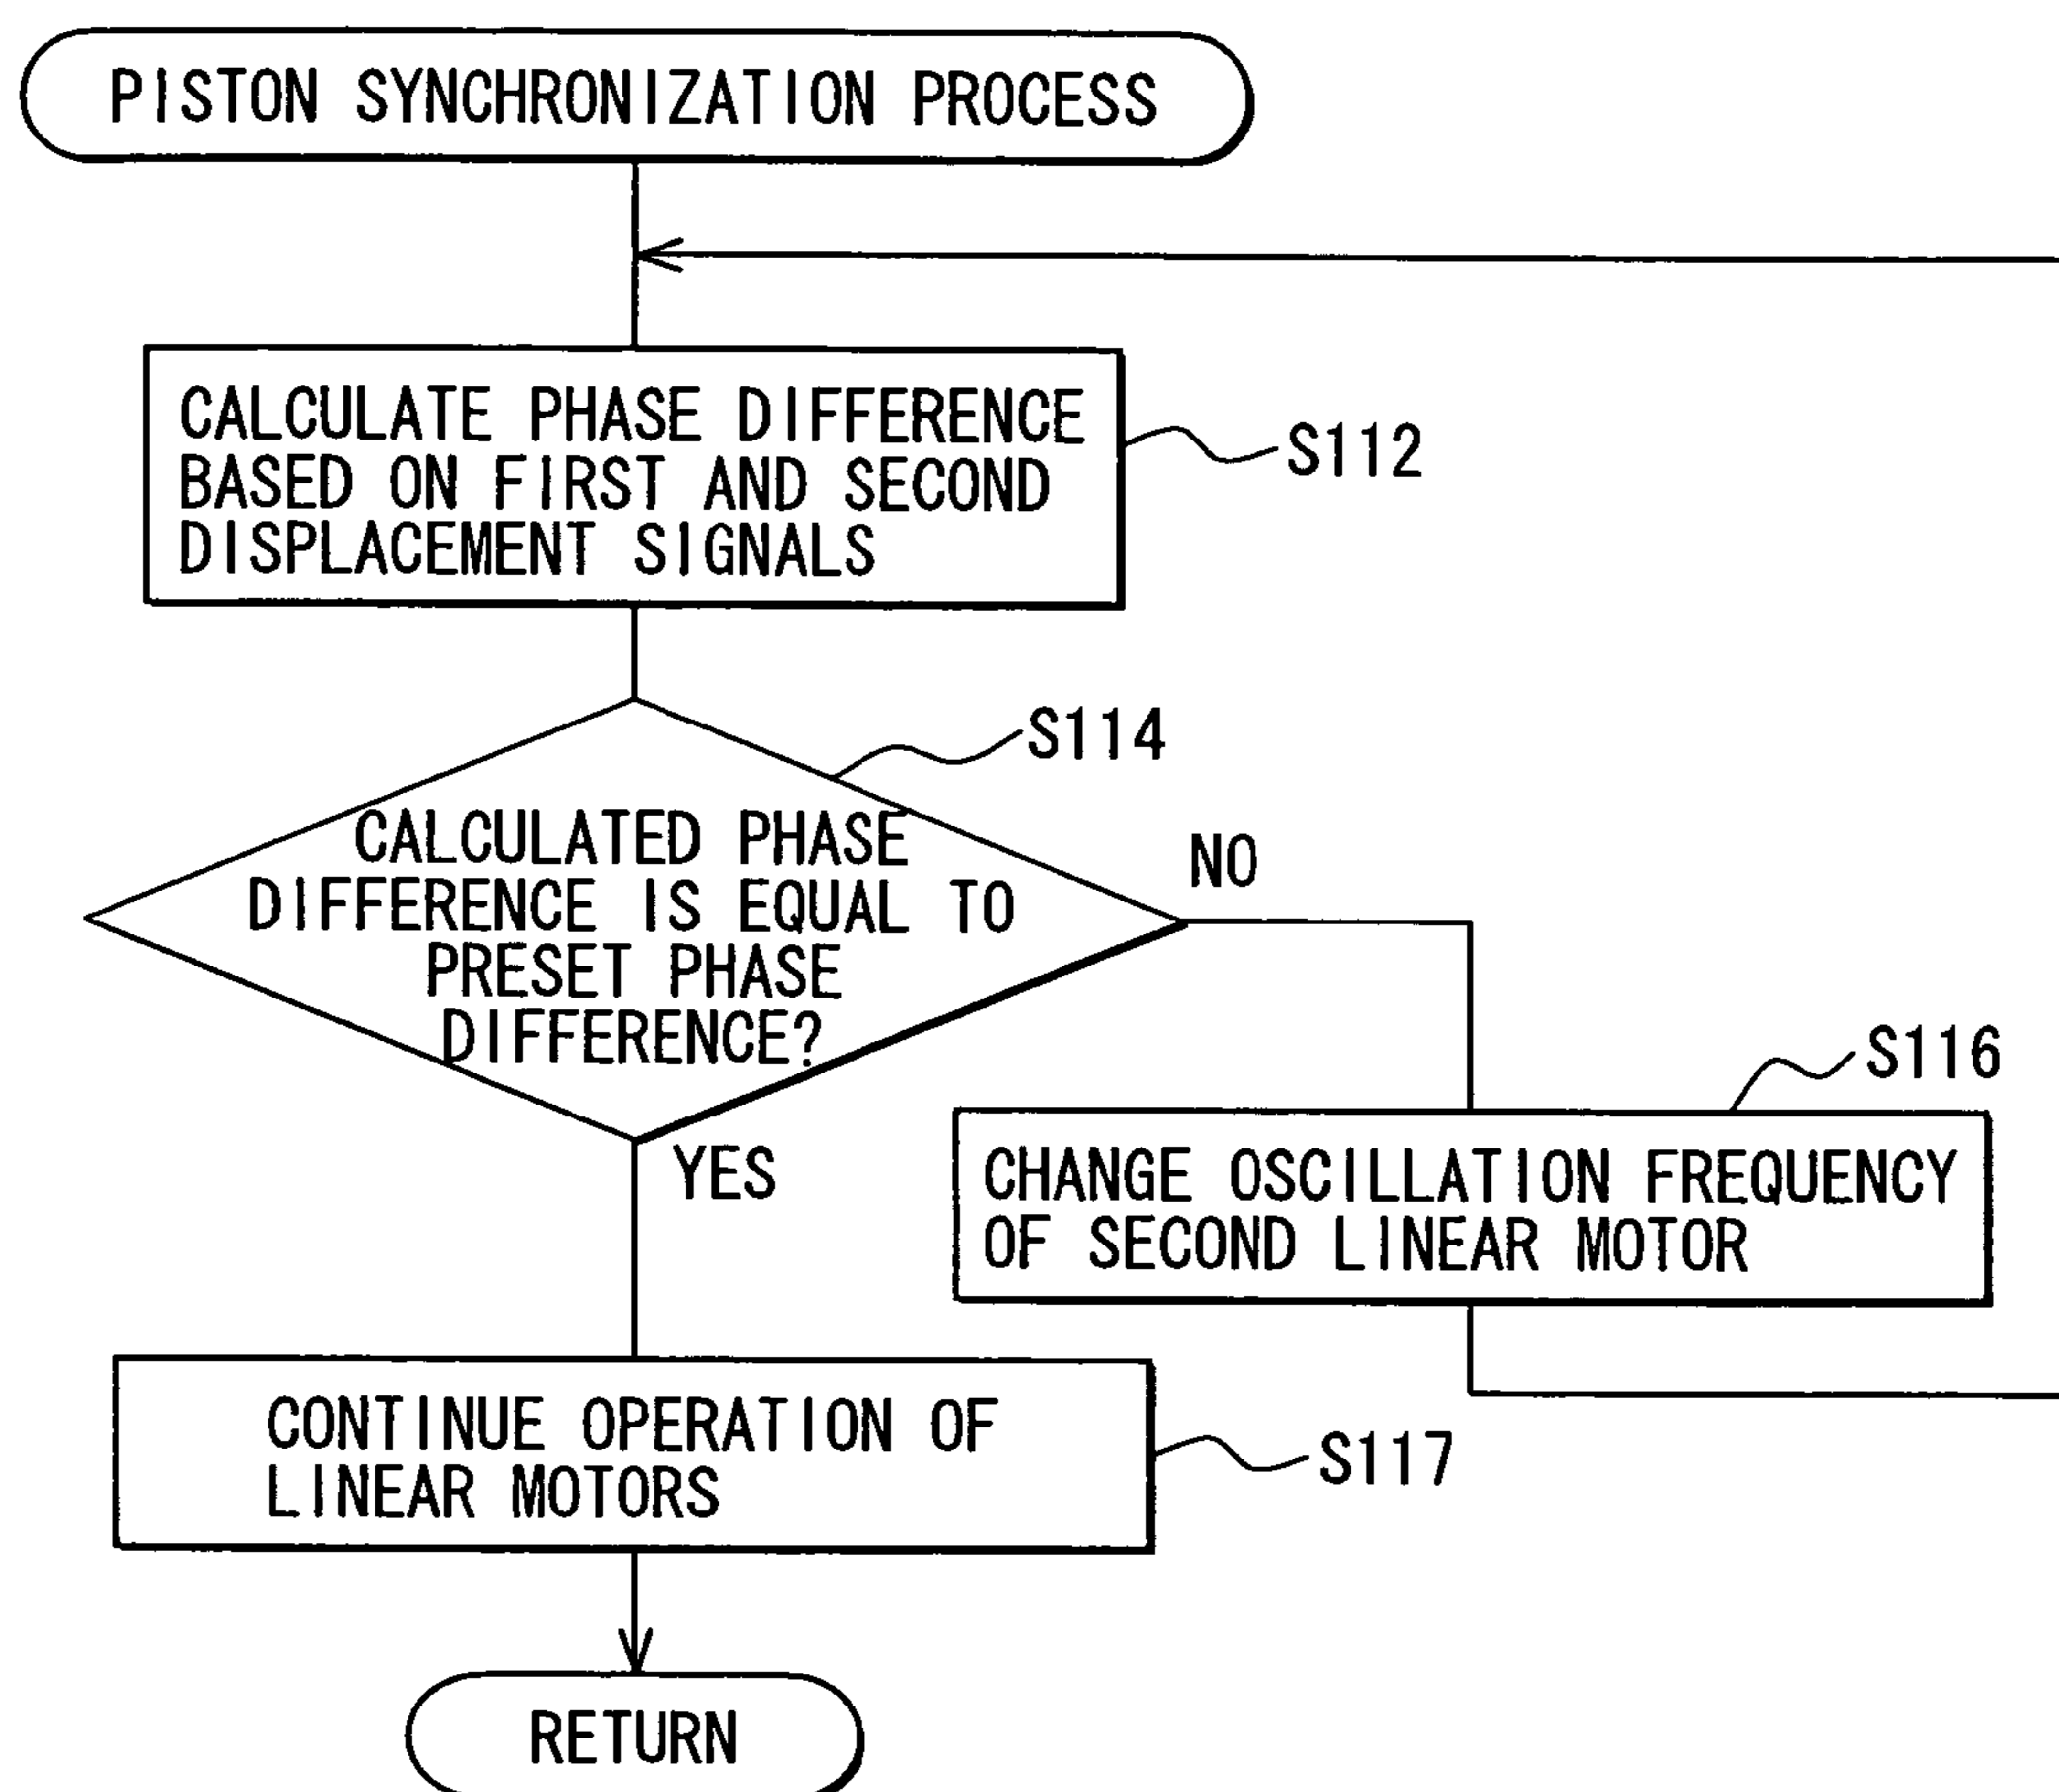 PISTON SYNCHRONIZATION PROCESS
CALCULATE PHASE DIFFERENCE
BASED ON FIRST AND SECOND
DISPLACEMENT SIGNALS
S112
S114
CALCULATED PHASE
DIFFERENCE IS EQUAL TO
PRESET PHASE
DIFFERENCE?
NO
YES
S116
CHANGE OSCILLATION FREQUENCY
OF SECOND LINEAR MOTOR
CONTINUE OPERATION OF
LINEAR MOTORS
S117
RETURN